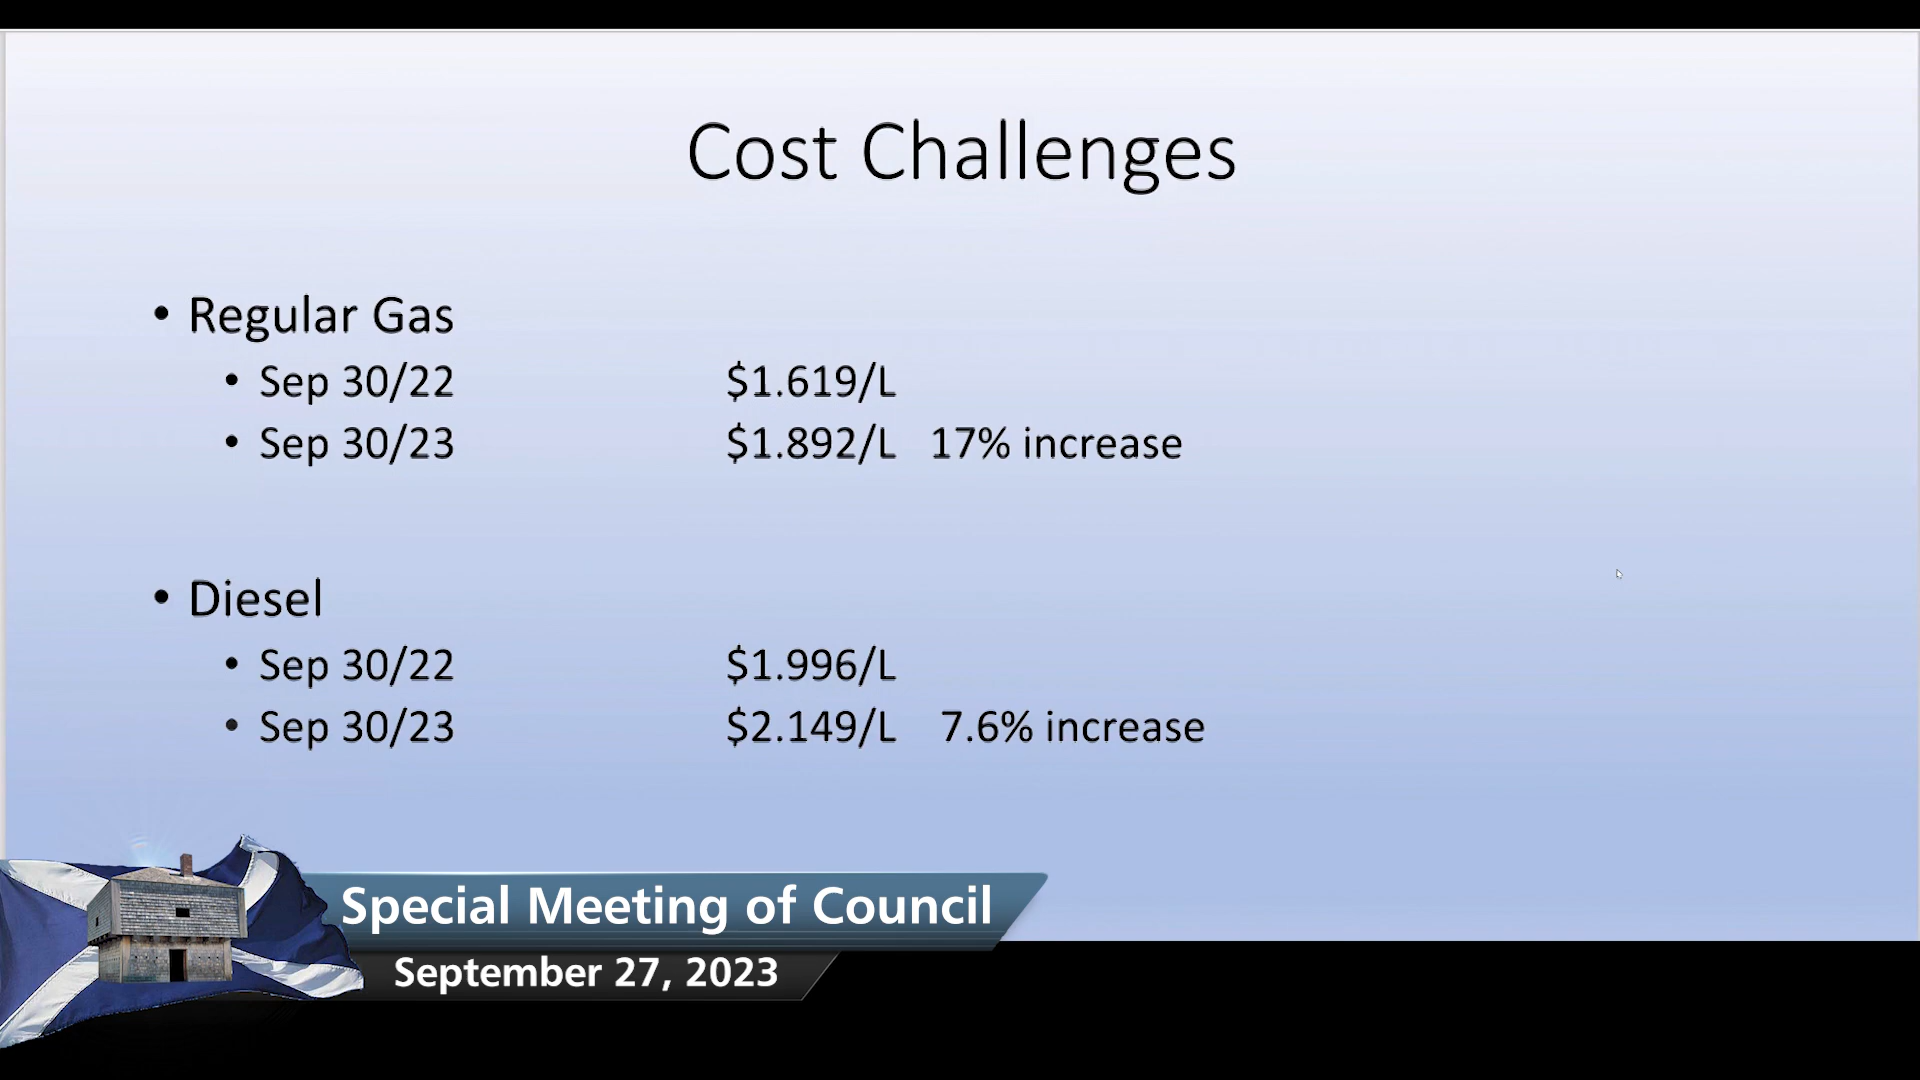 Cost Challenges
• Regular Gas
• Sep 30/22 $1.619/L
• Sep 30/23 $1.892/L 17% increase
• Diesel
• Sep 30/22 $1.996/L
• Sep 30/23 $2.149/L 7.6% increase
Special Meeting of Council
September 27, 2023